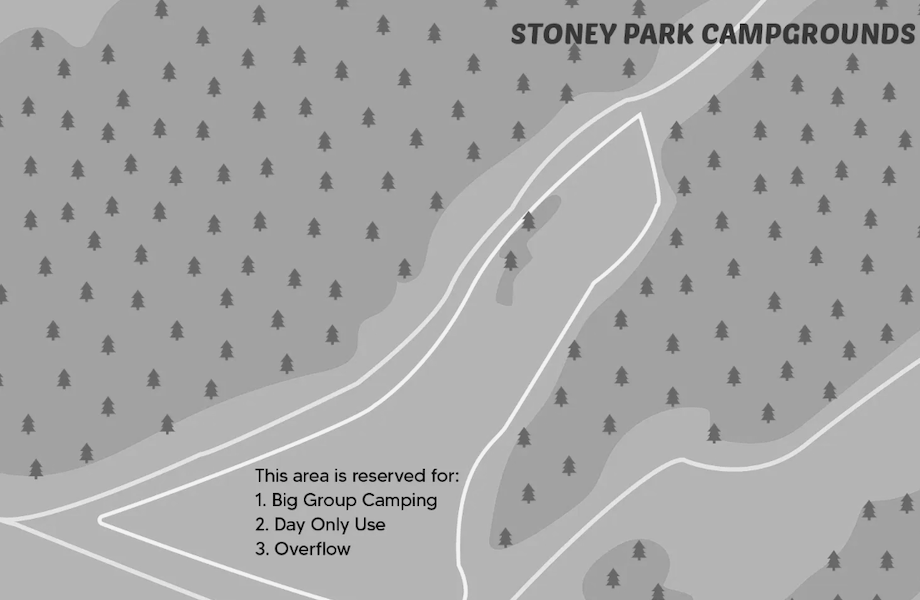 STONEY PARK CAMPGROUNDS
This area is reserved for:
1. Big Group Camping
2. Day Only Use
3. Overflow